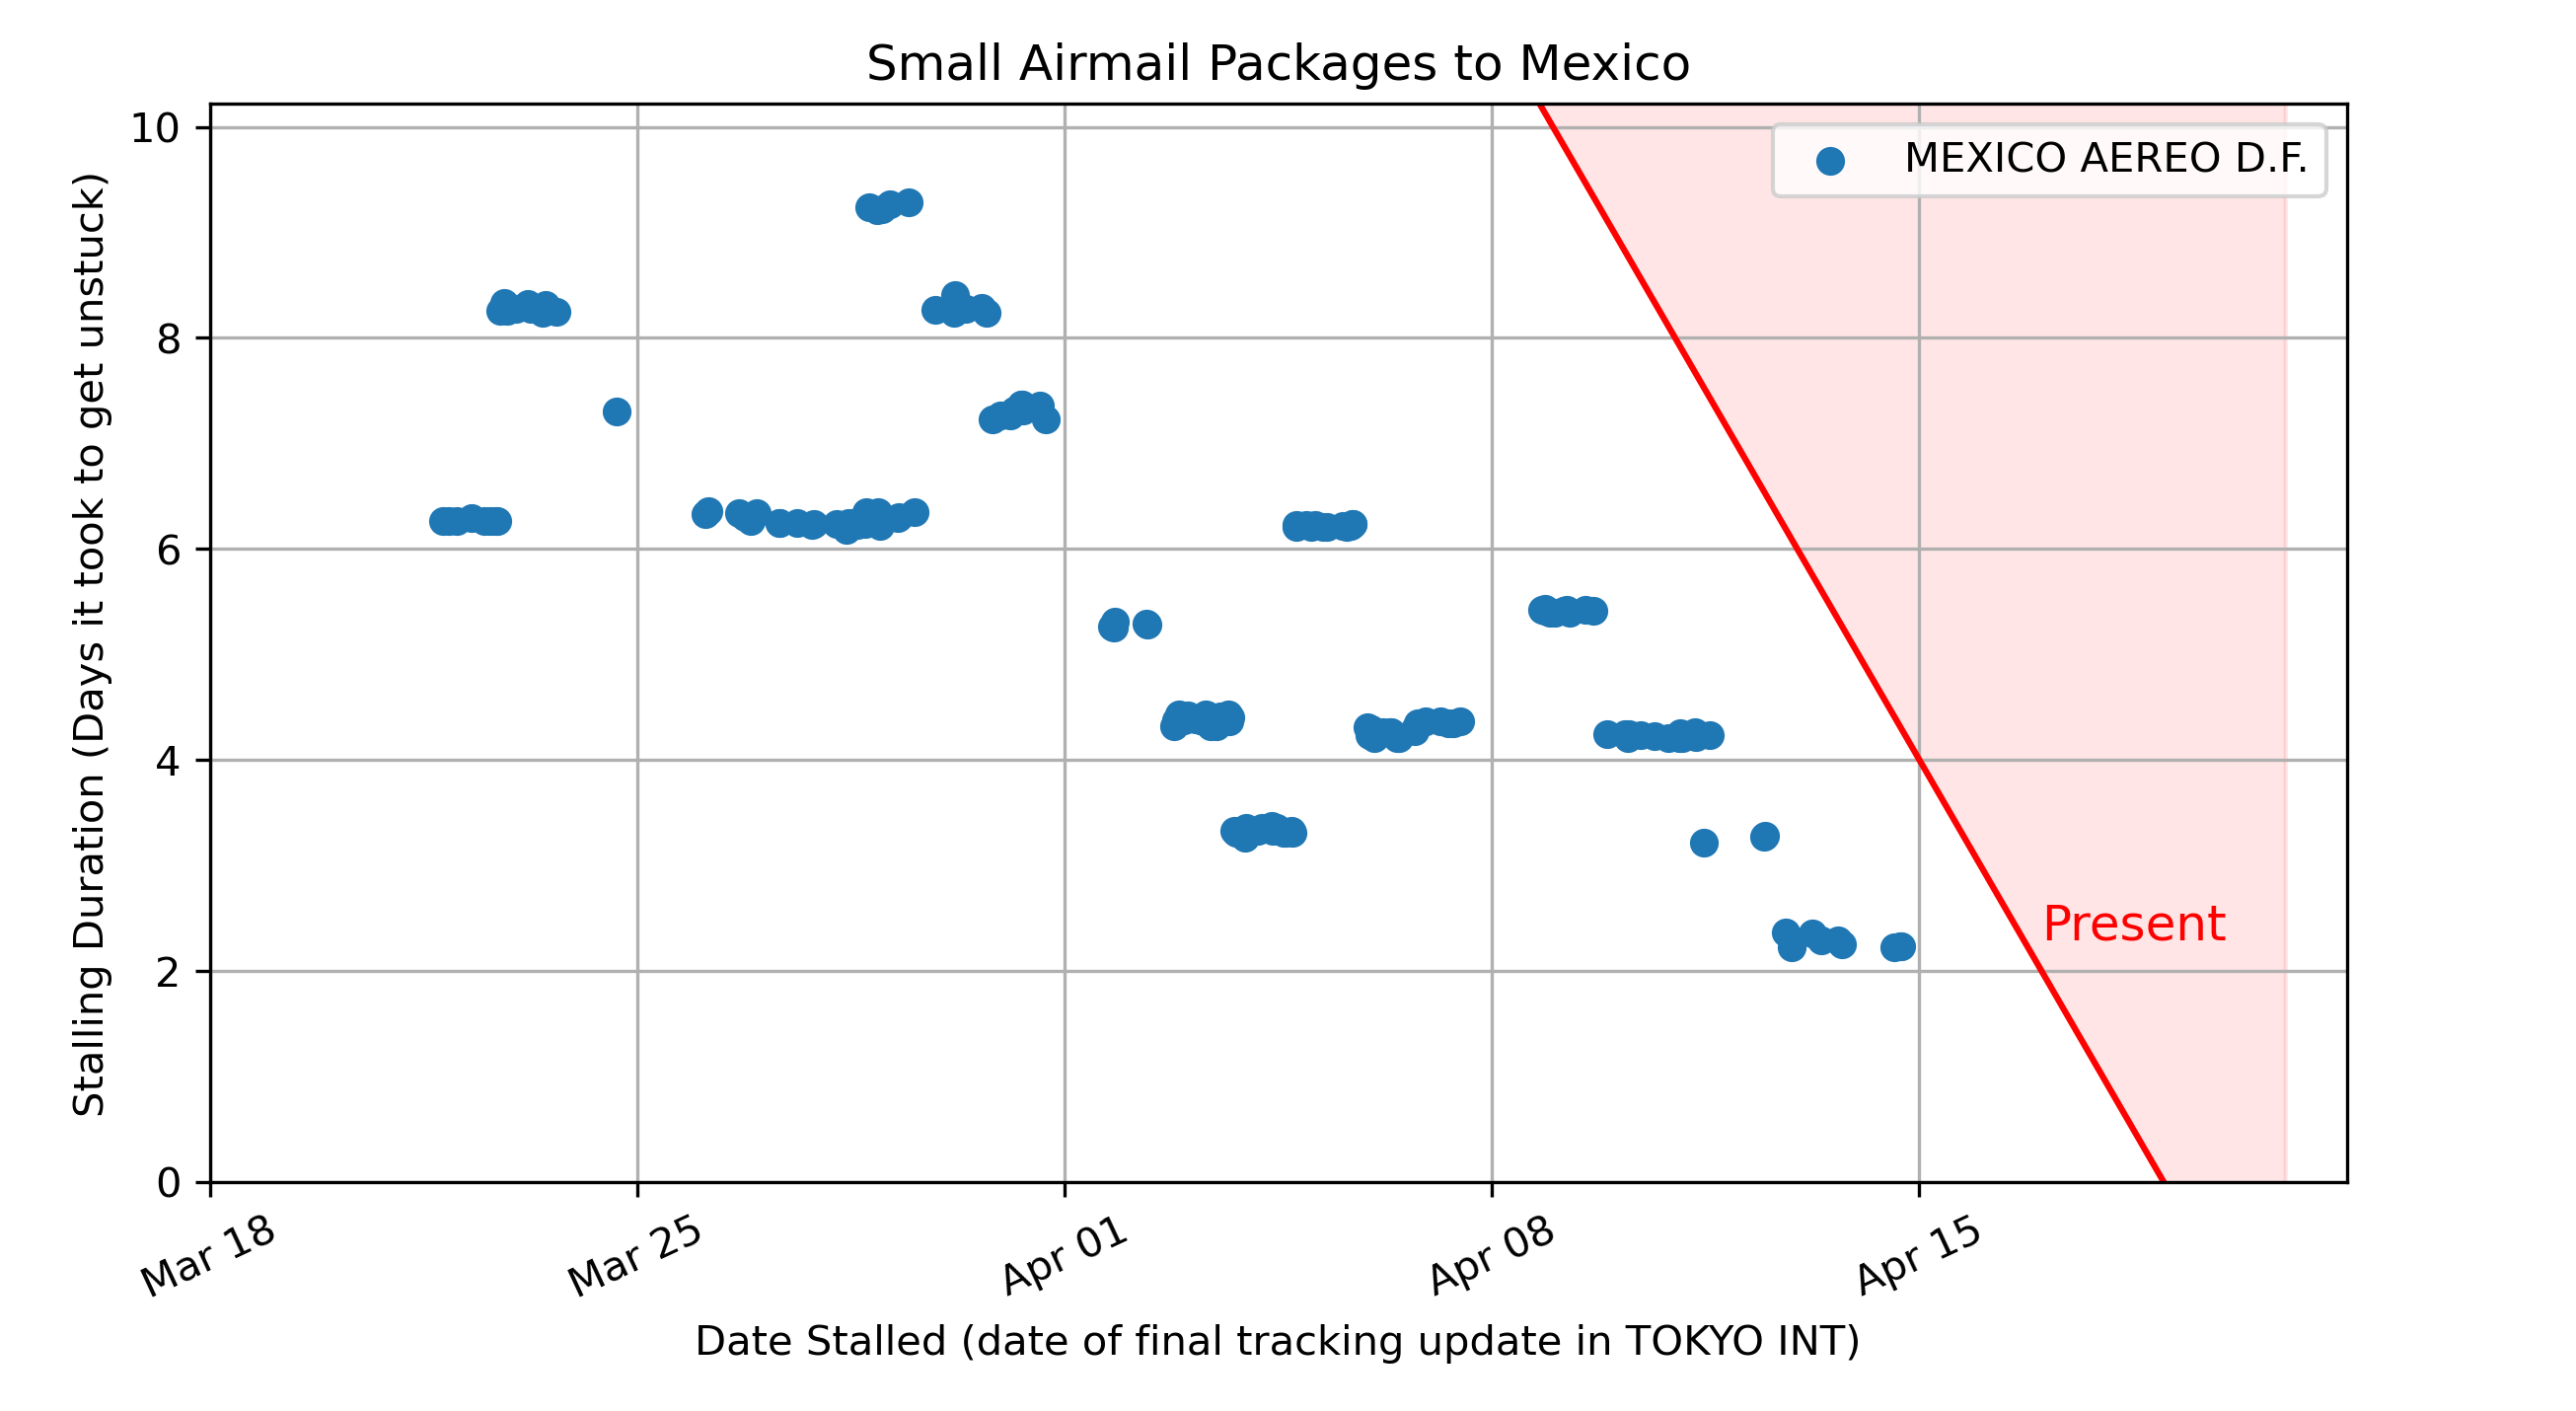 Small Airmail Packages to Mexico
Stalling Duration (Days it took to get unstuck)
10
8
6
4
2
0
MEXICO AEREO D.F.
Present
Mar 18
Mar 25
Apr 01
Apr 08
Apr 15
Date Stalled (date of final tracking update in TOKYO INT)